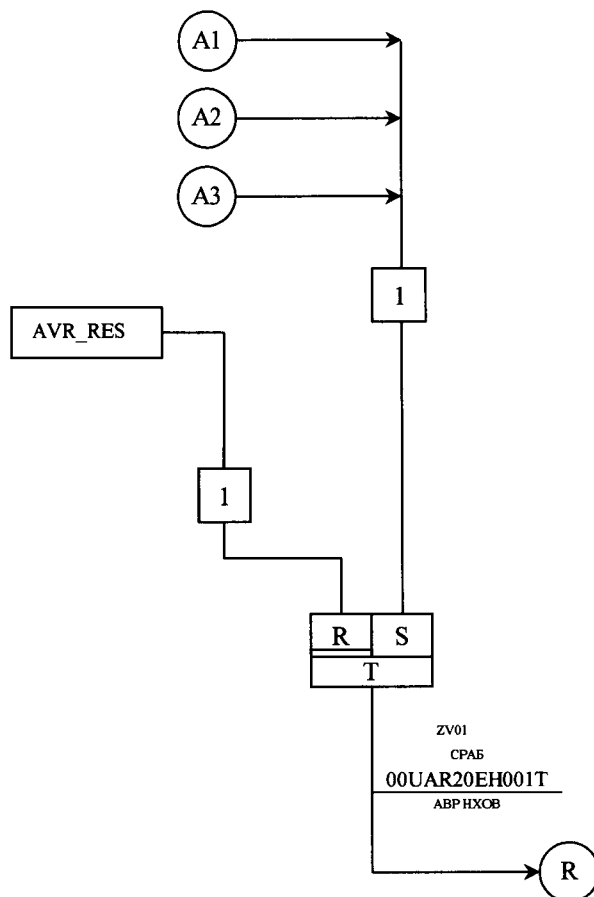 A1
A2
A3
1
AVR_RES
1
R S
T
ZV01
СРАБ
00UAR20EH001T
АВР НХОВ
R